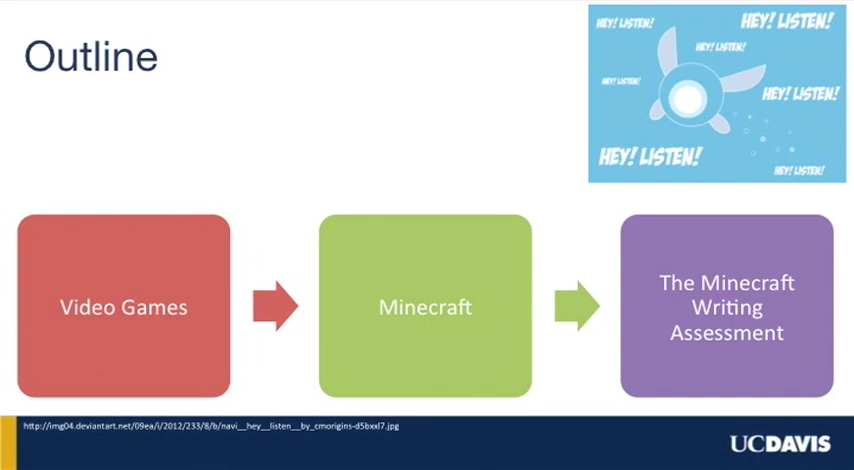 Outline
HEY! LISTEN!
HEY! LISTEN!
HEY! LISTEN!
HEY! LISTEN!
HEY! LISTEN!
HEY! LISTEN!
HEY! LISTEN!
Video Games
Minecraft
The Minecraft
Writing
Assessment
http://img04.deviantart.net/09ea/i/2012/233/8/b/navi__hey__listen__by_cmorigins-d5bxxl7.jpg
UCDAVIS